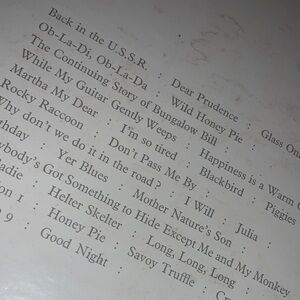 Back in the U.S.S.R. : Dear Prudence : Glass On
Ob-La-Di, Ob-La-Da : Wild Honey Pie :
The Continuing Story of Bungalow Bill
While My Guitar Gently Weeps : Happiness is a Warm G
Martha My Dear : I'm so tired : Blackbird : Piggies
Rocky Raccoon : Don't Pass Me By :
Why don't we do it in the road ? : I Will : Julia :
rthday : Yer Blues : Mother Nature's Son
ybody's Got Something to Hide Except Me and My Monkey
adie : Helter Skelter : Long, Long, Long
on 1 : Honey Pie : Savoy Truffle : C
9 : Good Night :